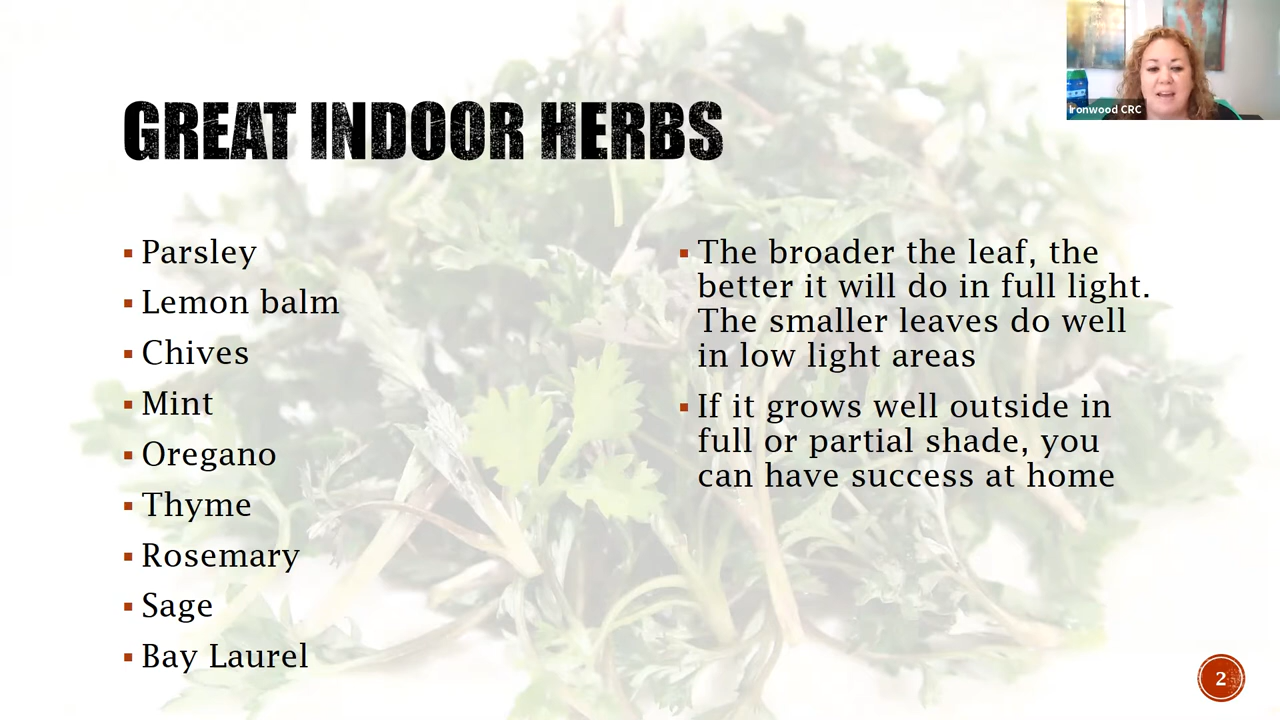 Ironwood CRC
GREAT INDOOR HERBS
Parsley
Lemon balm
Chives
Mint
Oregano
Thyme
Rosemary
Sage
Bay Laurel
The broader the leaf, the
better it will do in full light.
The smaller leaves do well
in low light areas
If it grows well outside in
full or partial shade, you
can have success at home
2